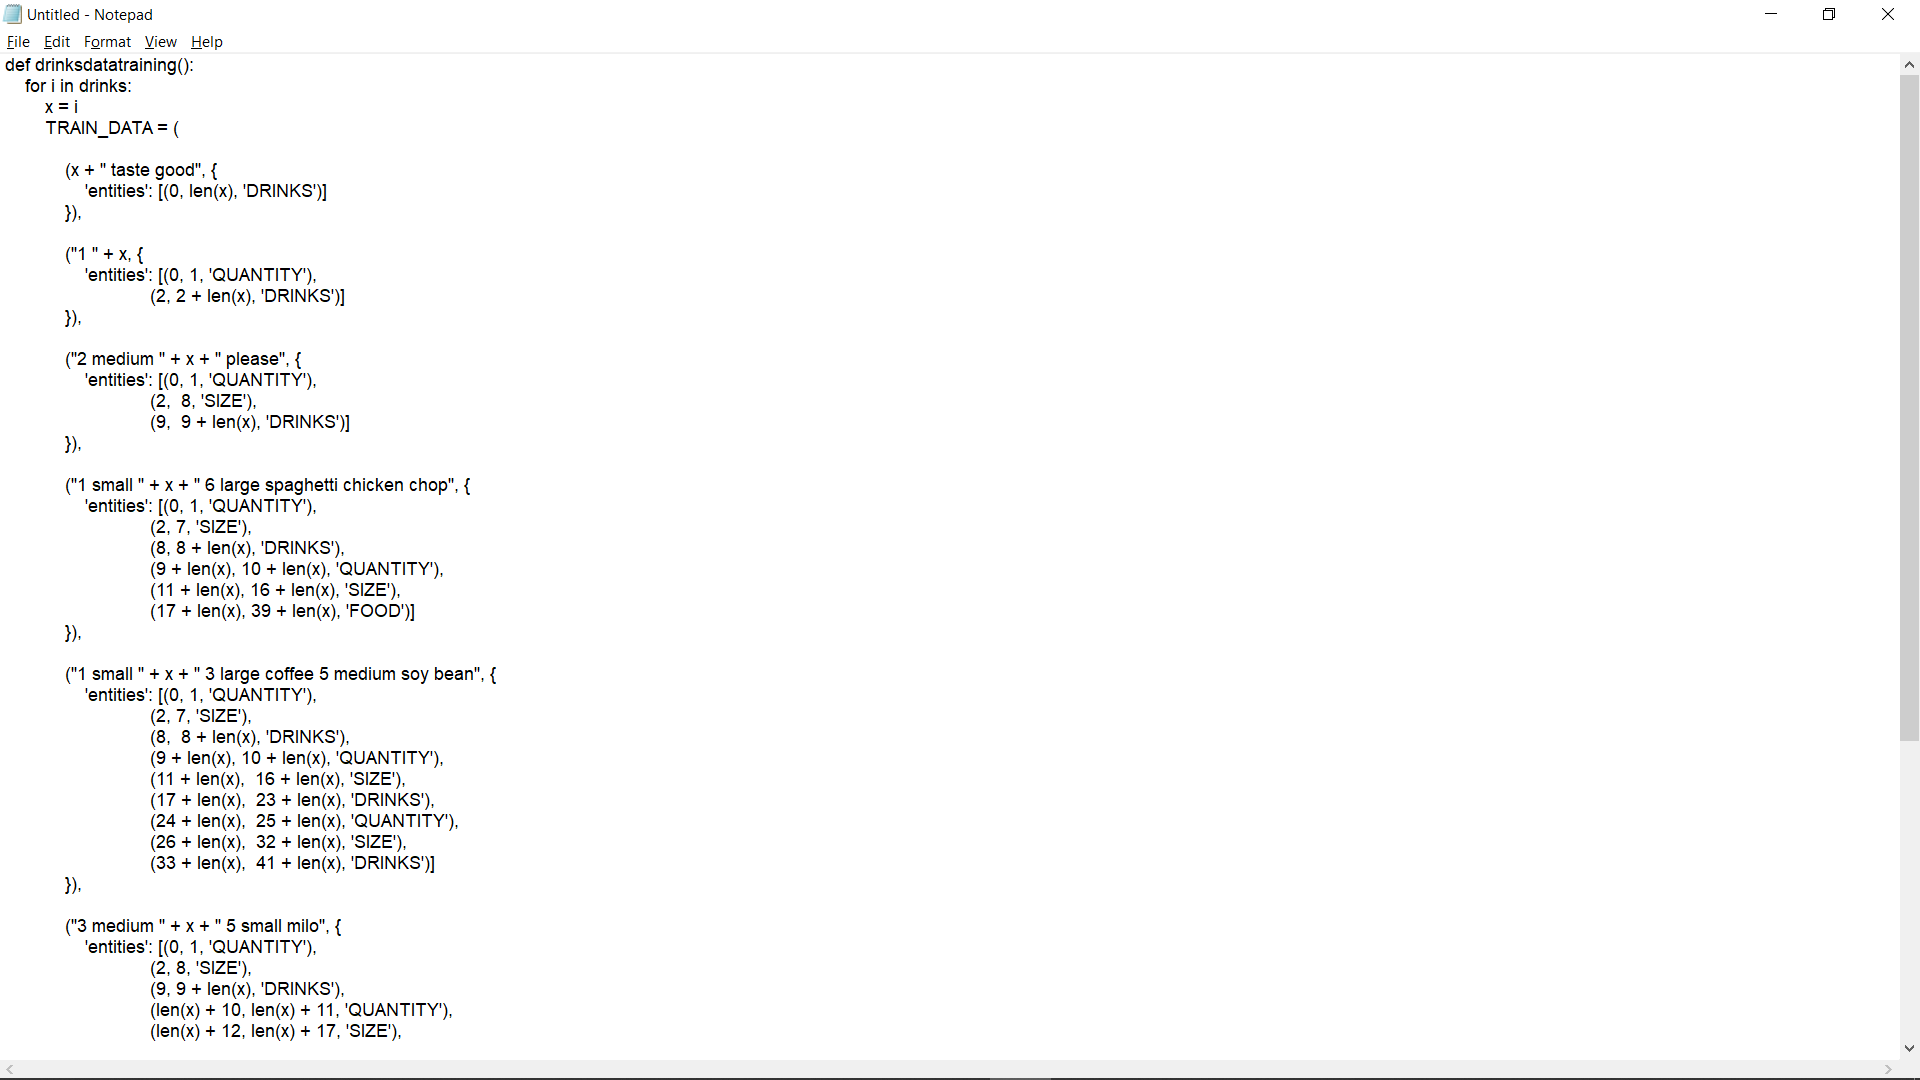 Untitled - Notepad
File Edit Format View Help
def drinksdatatraining():
    for i in drinks:
        x = i
        TRAIN_DATA = (

            (x + " taste good", {
                'entities': [(0, len(x), 'DRINKS')]
            }),

            ("1 " + x, {
                'entities': [(0, 1, 'QUANTITY'),
                             (2, 2 + len(x), 'DRINKS')]
            }),

            ("2 medium " + x + " please", {
                'entities': [(0, 1, 'QUANTITY'),
                             (2,  8, 'SIZE'),
                             (9,  9 + len(x), 'DRINKS')]
            }),

            ("1 small " + x + " 6 large spaghetti chicken chop", {
                'entities': [(0, 1, 'QUANTITY'),
                             (2, 7, 'SIZE'),
                             (8, 8 + len(x), 'DRINKS'),
                             (9 + len(x), 10 + len(x), 'QUANTITY'),
                             (11 + len(x), 16 + len(x), 'SIZE'),
                             (17 + len(x), 39 + len(x), 'FOOD')]
            }),

            ("1 small " + x + " 3 large coffee 5 medium soy bean", {
                'entities': [(0, 1, 'QUANTITY'),
                             (2, 7, 'SIZE'),
                             (8,  8 + len(x), 'DRINKS'),
                             (9 + len(x), 10 + len(x), 'QUANTITY'),
                             (11 + len(x),  16 + len(x), 'SIZE'),
                             (17 + len(x),  23 + len(x), 'DRINKS'),
                             (24 + len(x),  25 + len(x), 'QUANTITY'),
                             (26 + len(x),  32 + len(x), 'SIZE'),
                             (33 + len(x),  41 + len(x), 'DRINKS')]
            }),

            ("3 medium " + x + " 5 small milo", {
                'entities': [(0, 1, 'QUANTITY'),
                             (2, 8, 'SIZE'),
                             (9, 9 + len(x), 'DRINKS'),
                             (len(x) + 10, len(x) + 11, 'QUANTITY'),
                             (len(x) + 12, len(x) + 17, 'SIZE'),